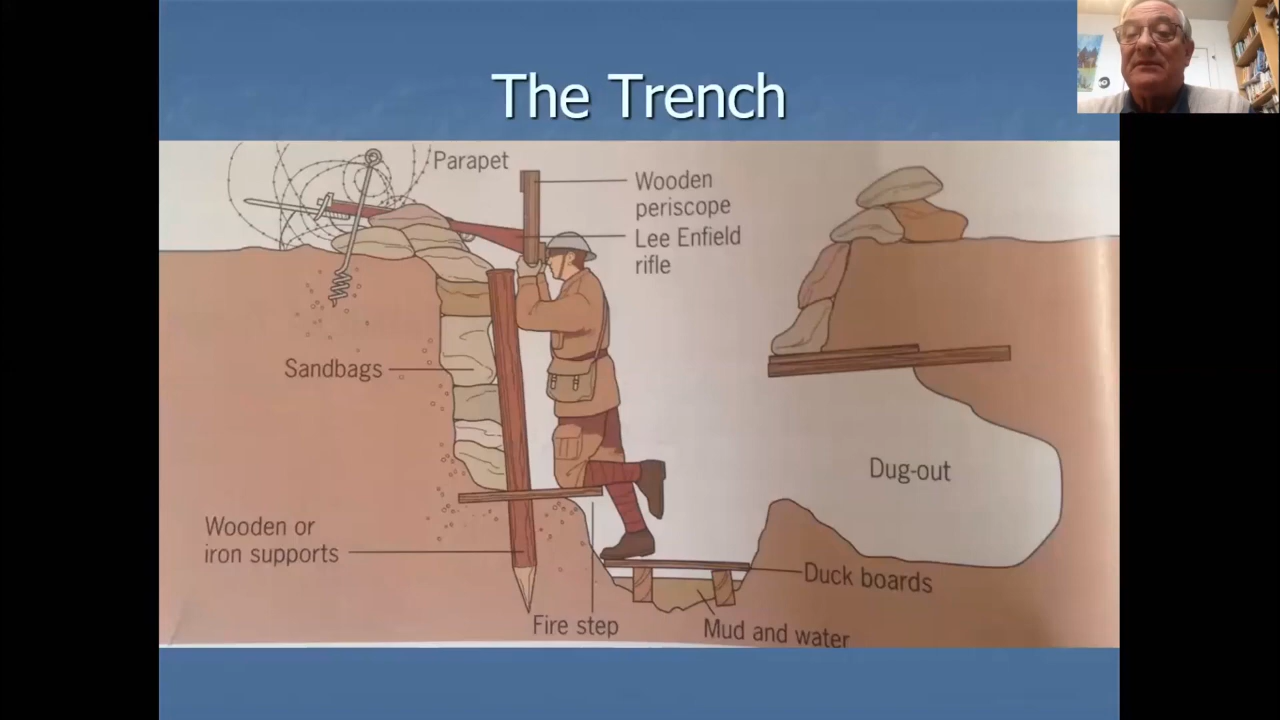 The Trench
Parapet
Wooden
periscope
Lee Enfield
rifle
Sandbags
Dug-out
Wooden or
iron supports
Duck boards
Fire step
Mud and water